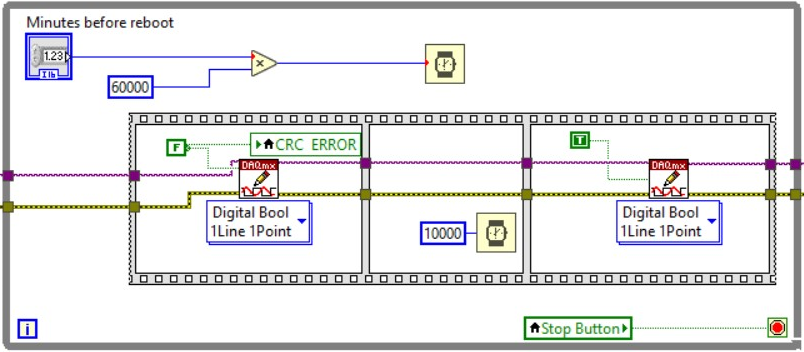 Minutes before reboot
1.23
I16
60000
F
CRC ERROR
DAQmx
Digital Bool
1Line 1Point
10000
T
DAQmx
Digital Bool
1Line 1Point
i
Stop Button